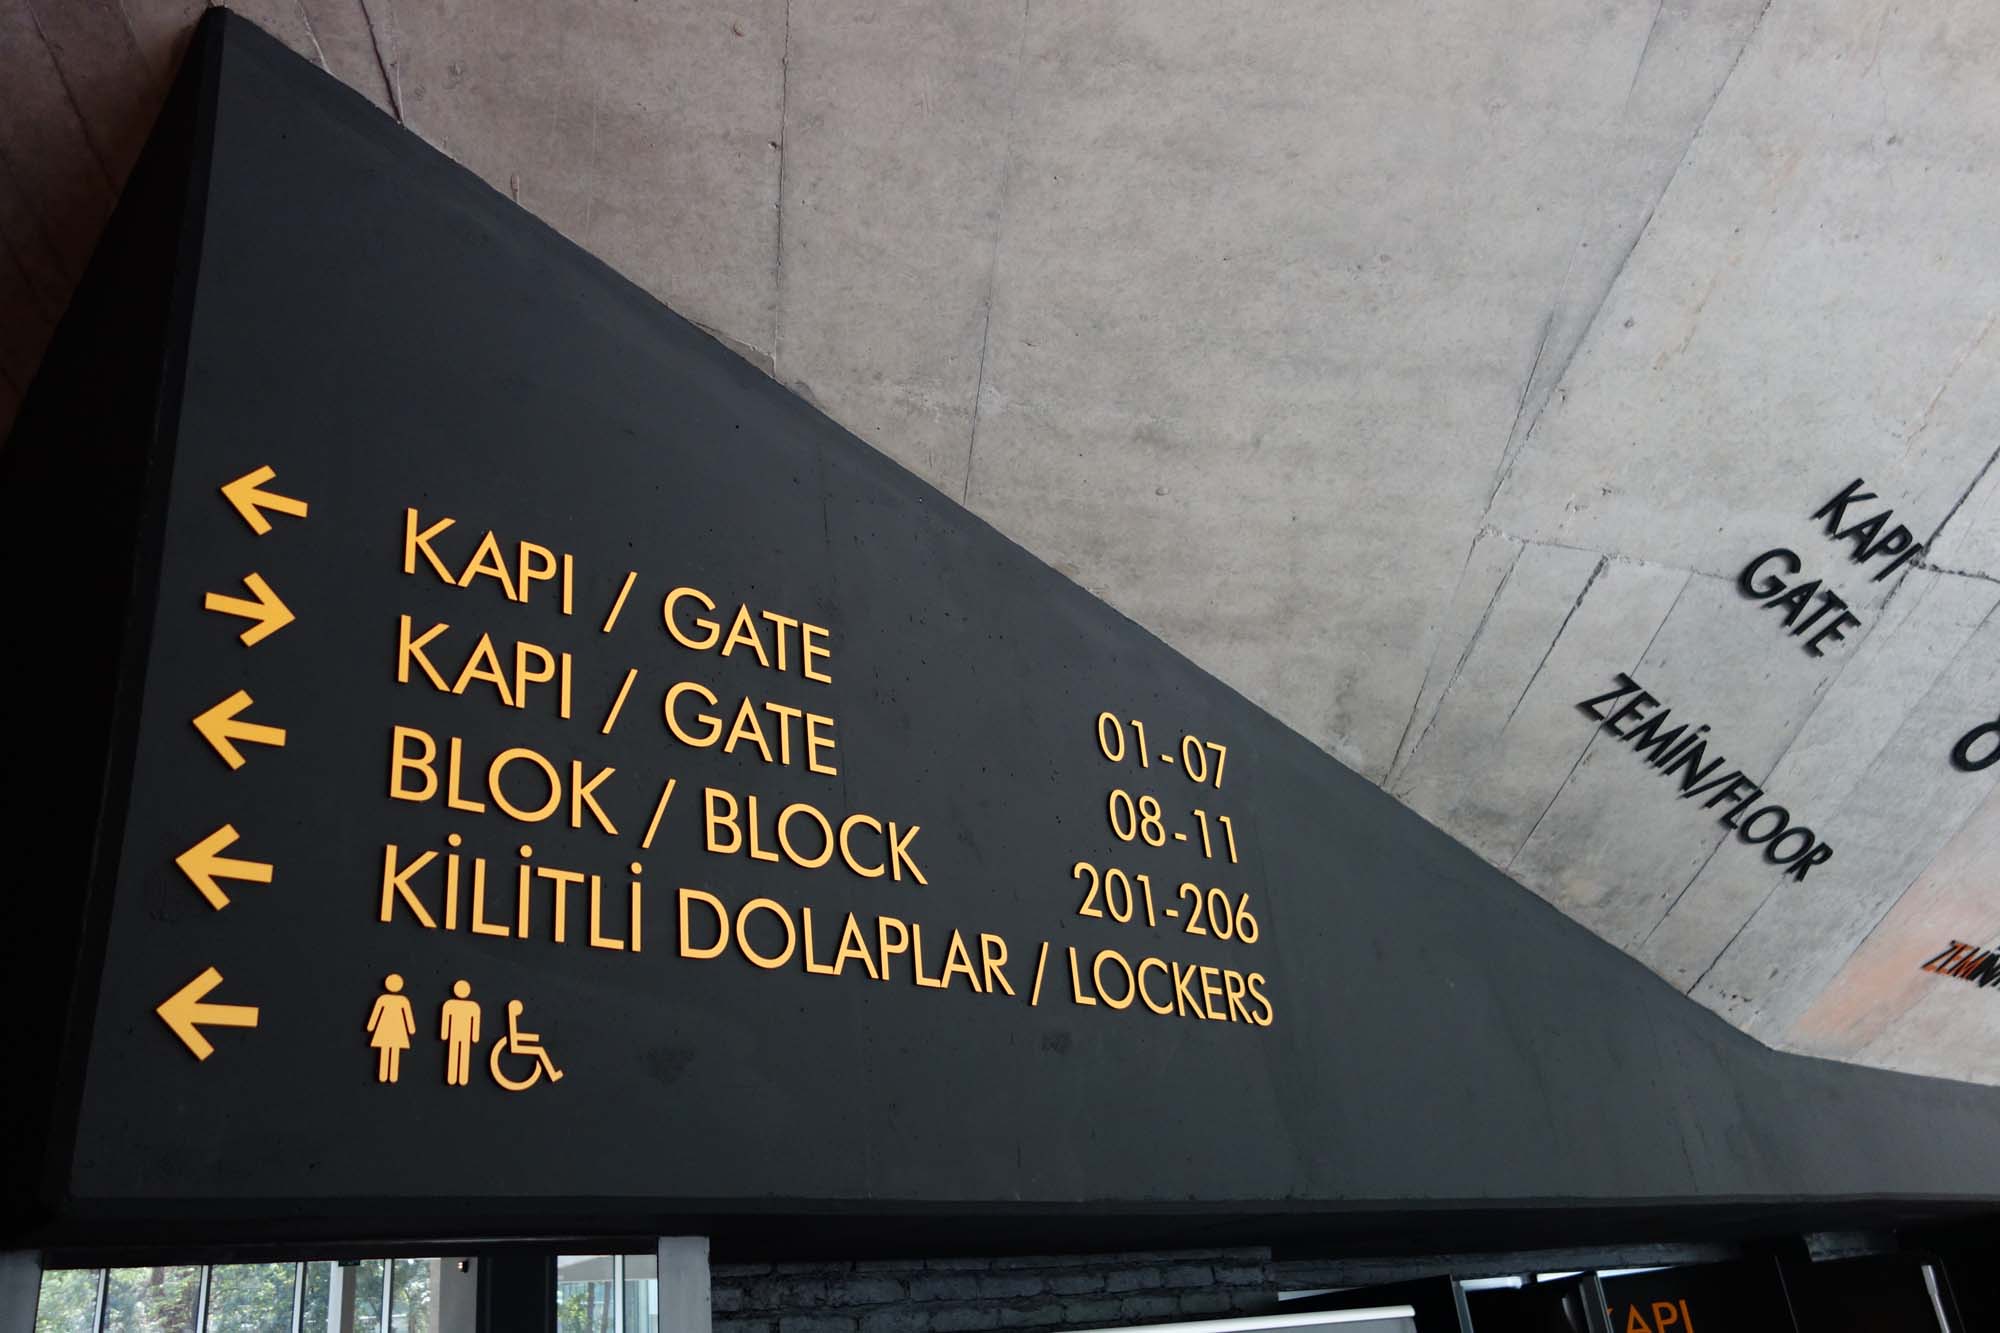 KAPI / GATE 01-07
KAPI / GATE 08-11
BLOK / BLOCK 201-206
KİLİTLİ DOLAPLAR / LOCKERS
KAPI
GATE
ZEMİN/FLOOR
KAPI